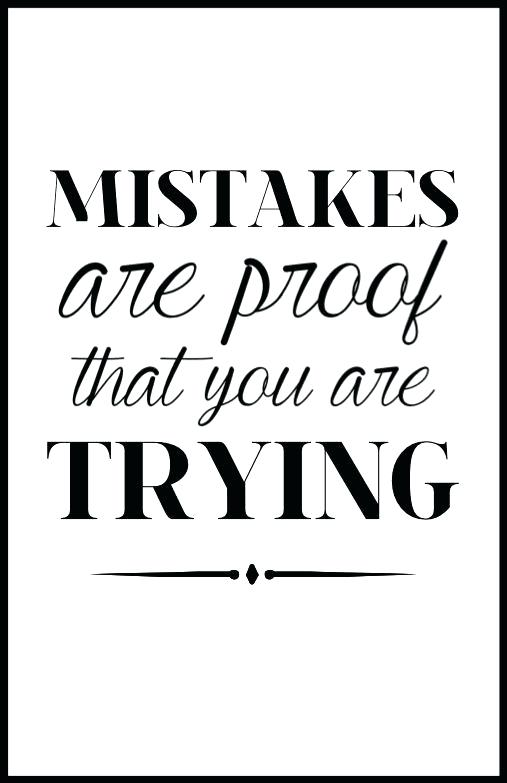 MISTAKES
are proof
that you are
TRYING